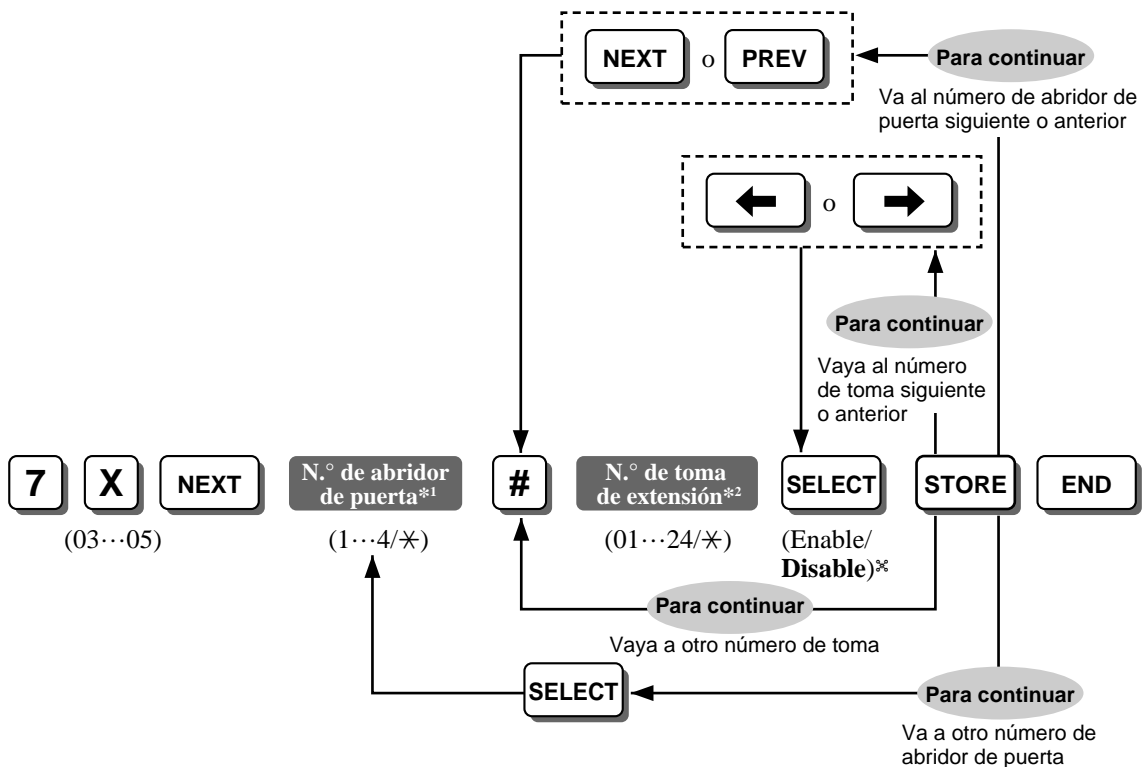 NEXT o PREV
Para continuar
Va al número de abridor de
puerta siguiente o anterior
← o →
Para continuar
Vaya al número
de toma siguiente
o anterior
7 X NEXT
N.° de abridor
de puerta*1
#
N.° de toma
de extensión*2
SELECT STORE END
(03···05)
(1···4/✳)
(01···24/✳)
(Enable/
Disable)⌘
Para continuar
Vaya a otro número de toma
SELECT
Para continuar
Va a otro número de
abridor de puerta